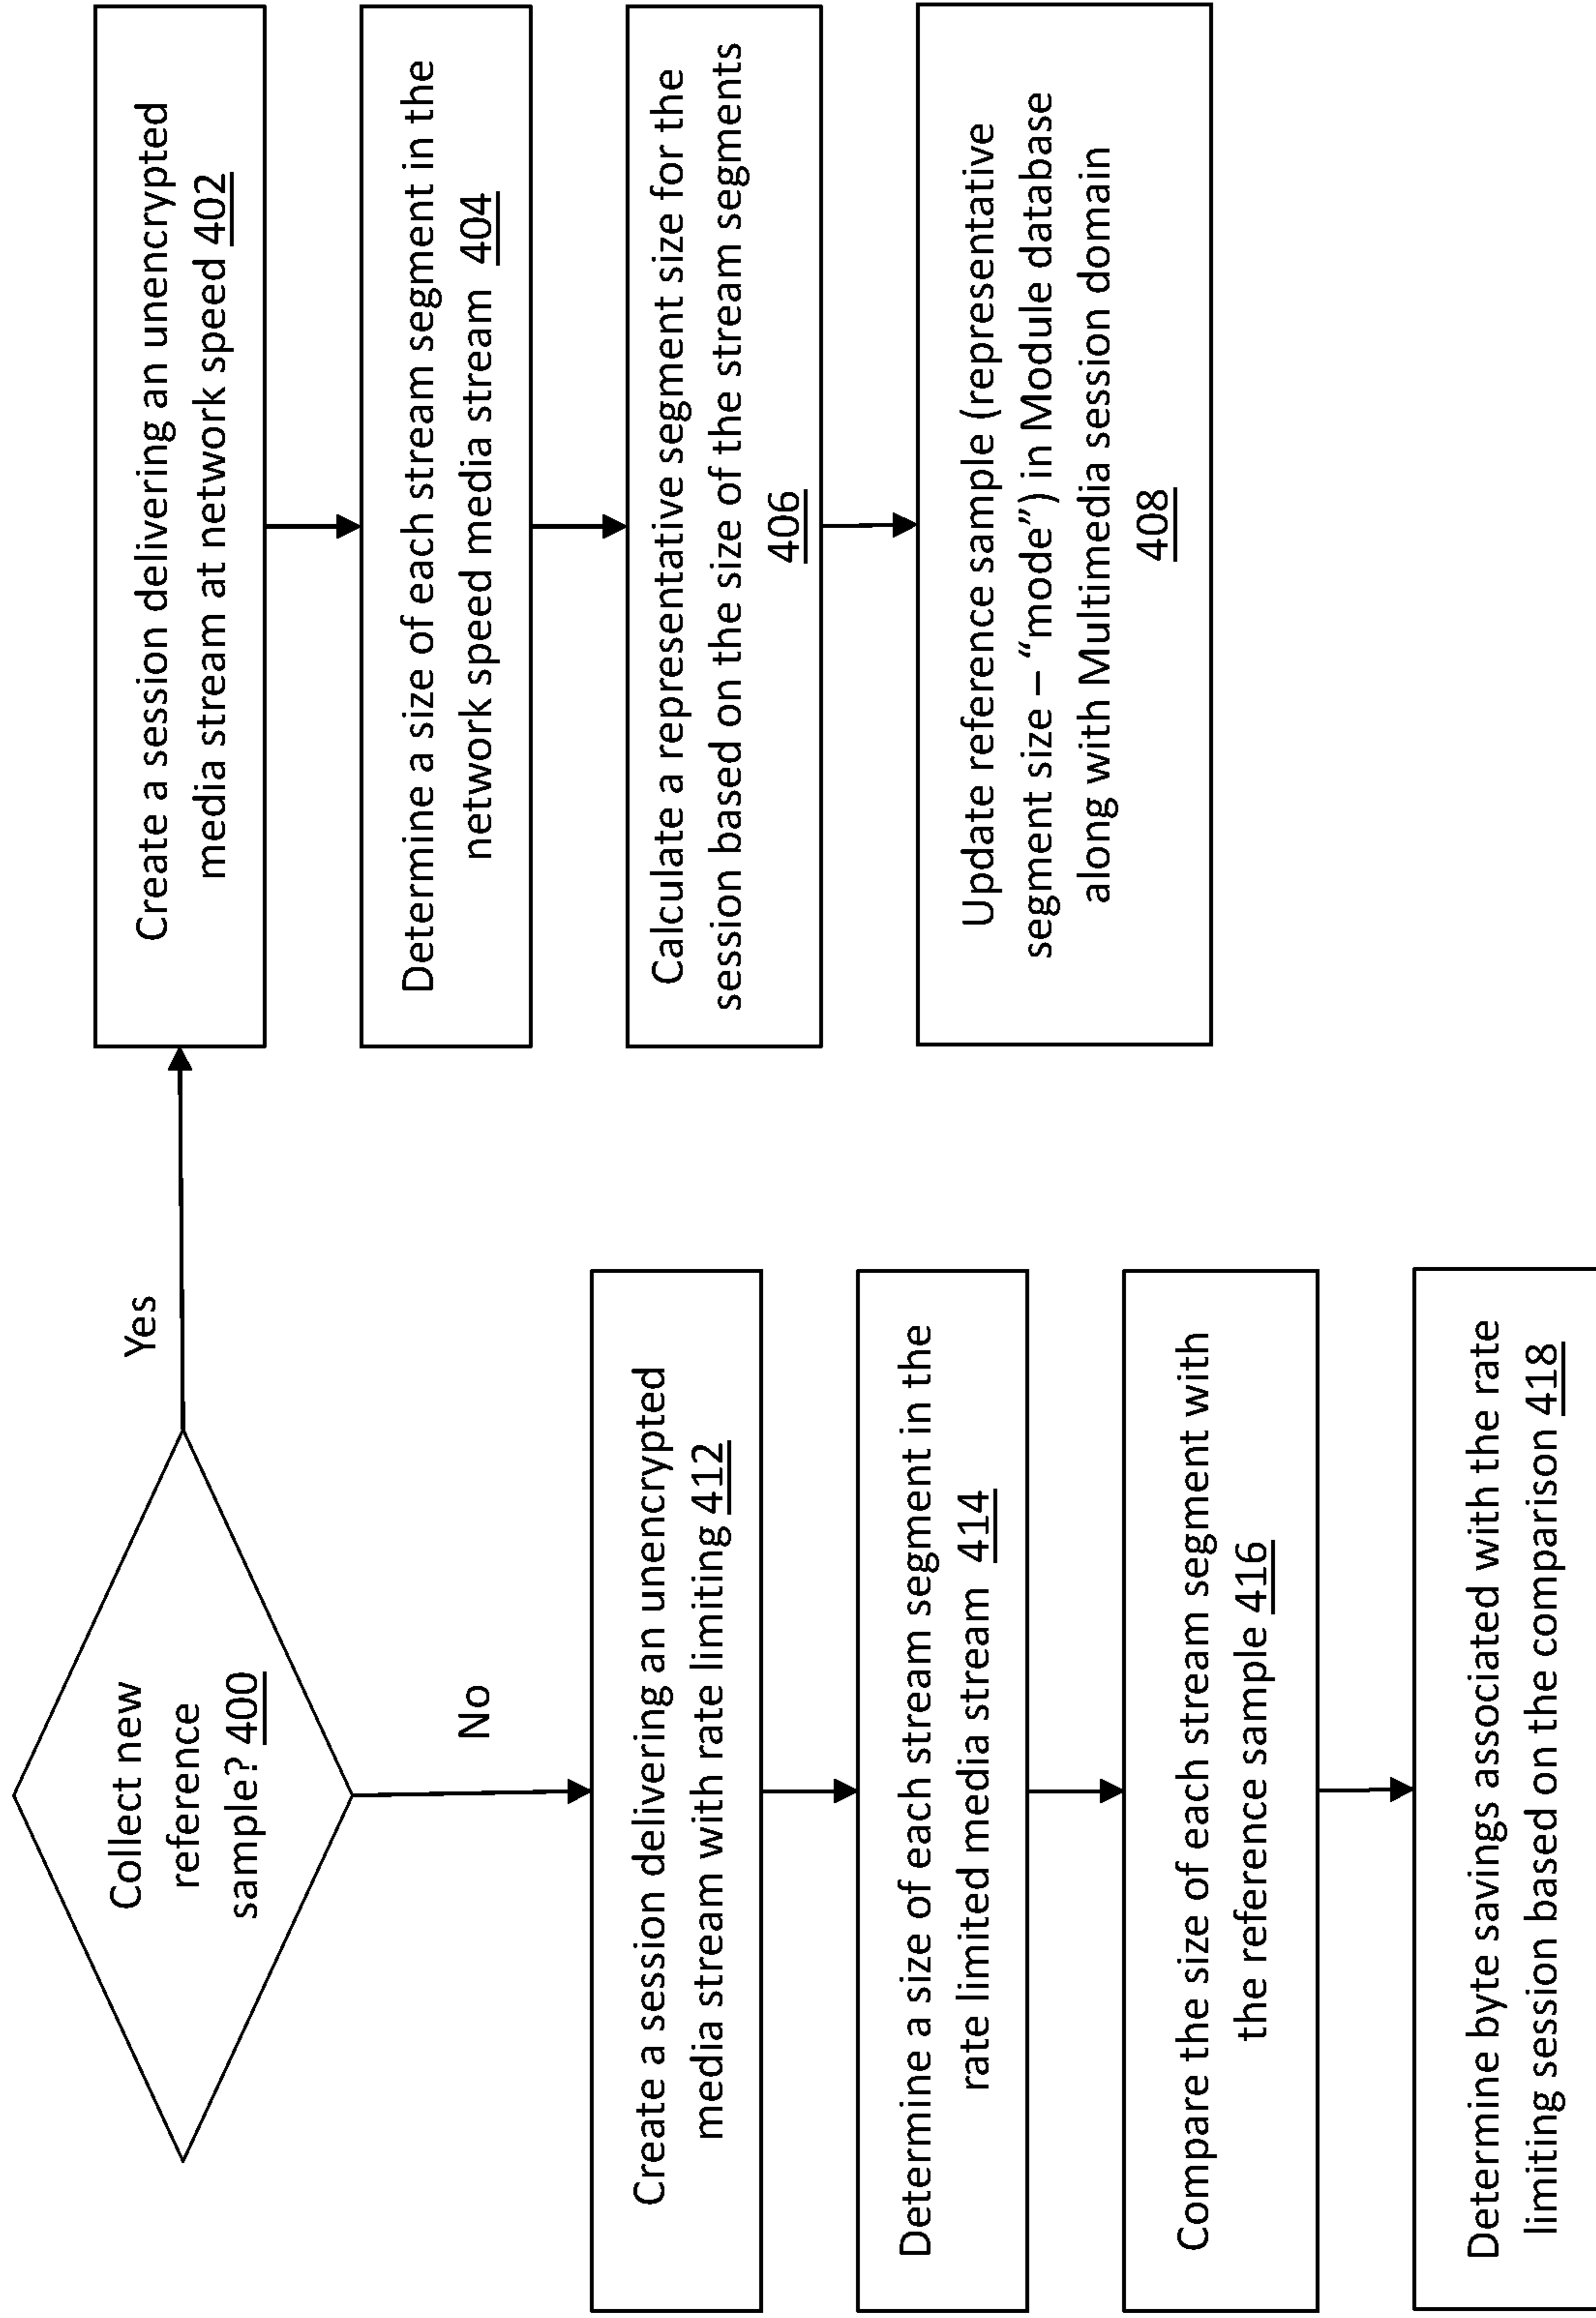 Collect new
reference
sample? 400
Yes
No
Create a session delivering an unencrypted
media stream at network speed 402
Determine a size of each stream segment in the
network speed media stream 404
Calculate a representative segment size for the
session based on the size of the stream segments
406
Update reference sample (representative
segment size – “mode”) in Module database
along with Multimedia session domain
408
Create a session delivering an unencrypted
media stream with rate limiting 412
Determine a size of each stream segment in the
rate limited media stream 414
Compare the size of each stream segment with
the reference sample 416
Determine byte savings associated with the rate
limiting session based on the comparison 418